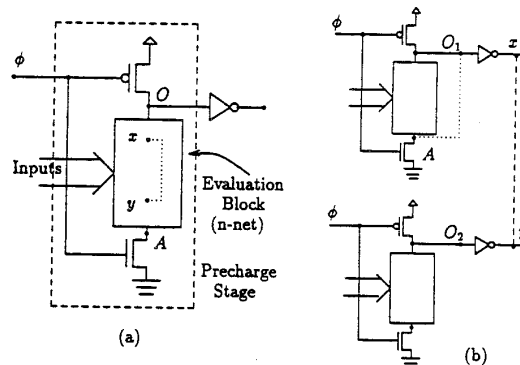 ϕ
O
x
Inputs
y
A
Evaluation
Block
(n-net)
Precharge
Stage
(a)
ϕ
O₁
x
A
ϕ
O₂
(b)